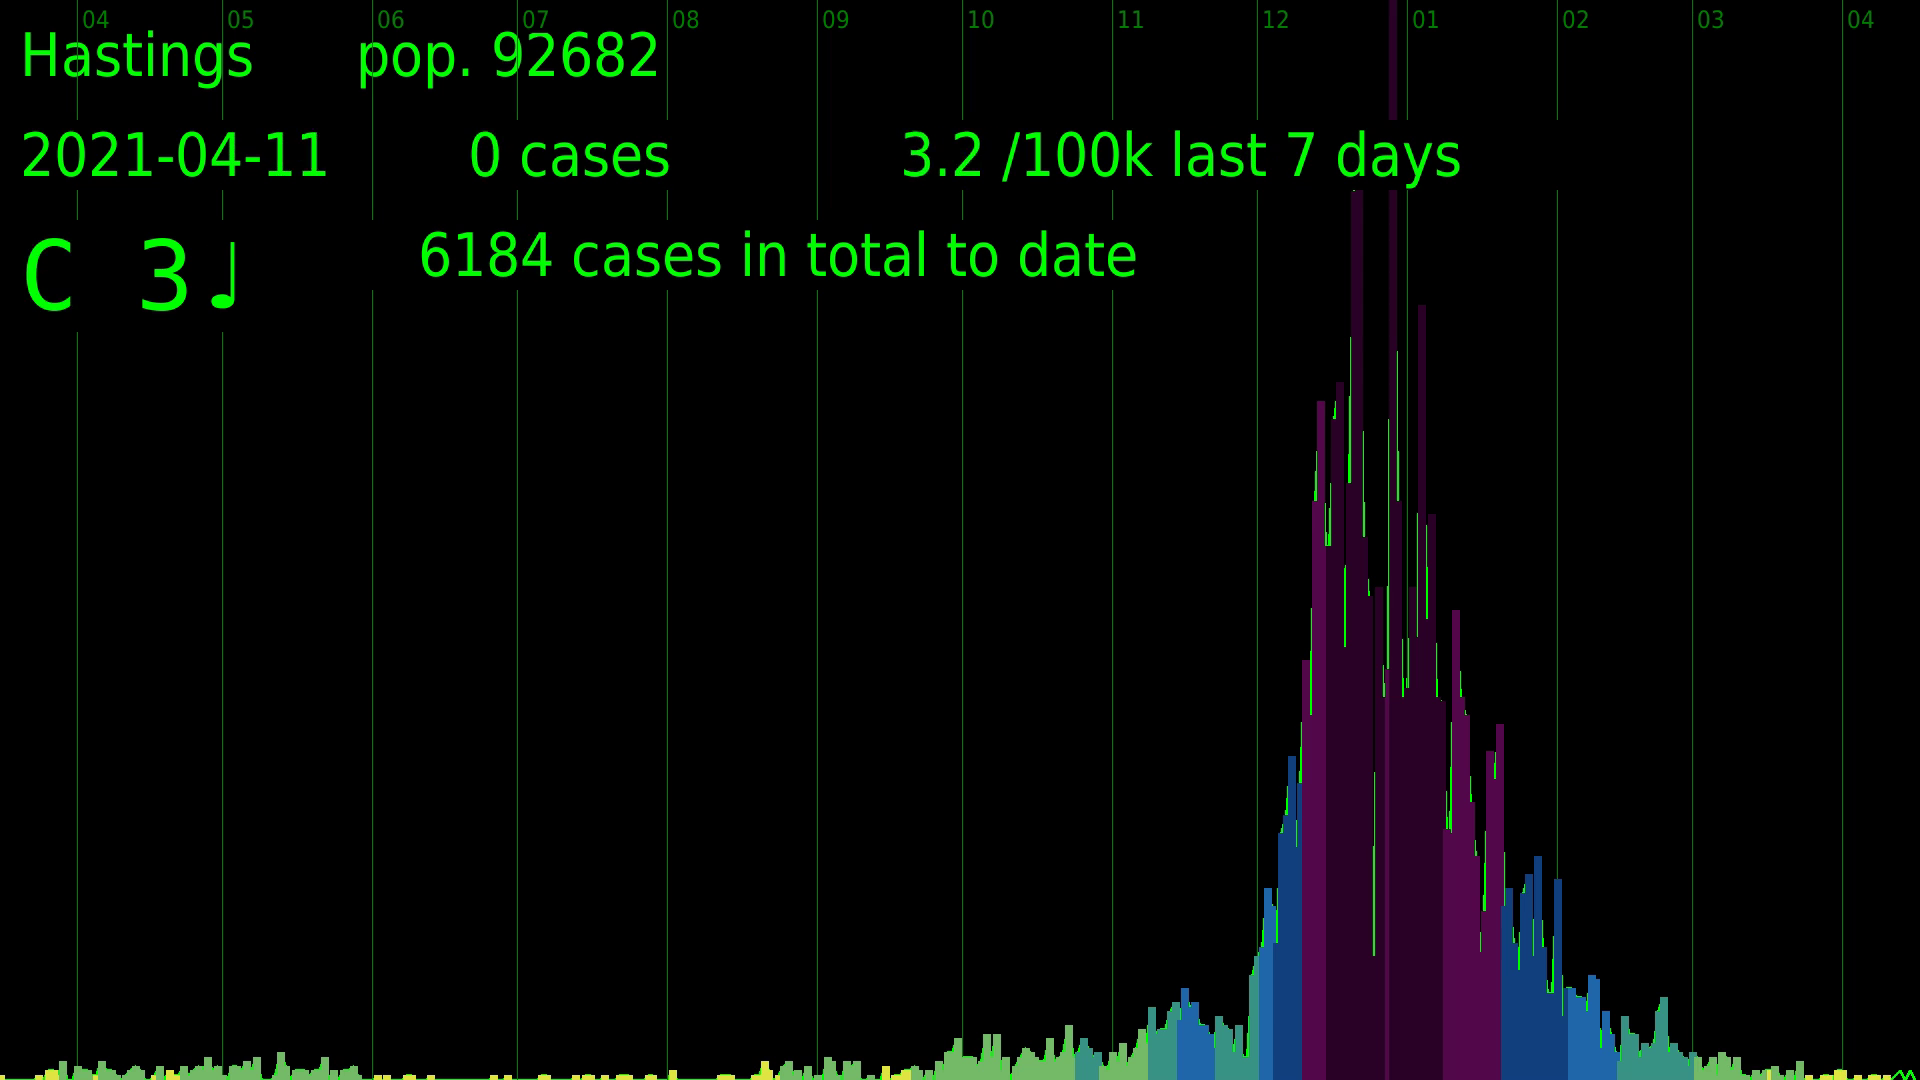 04 05 06 07 08 09 10 11 12 01 02 03 04
Hastings pop. 92682
2021-04-11 0 cases 3.2 /100k last 7 days
C 3♩ 6184 cases in total to date